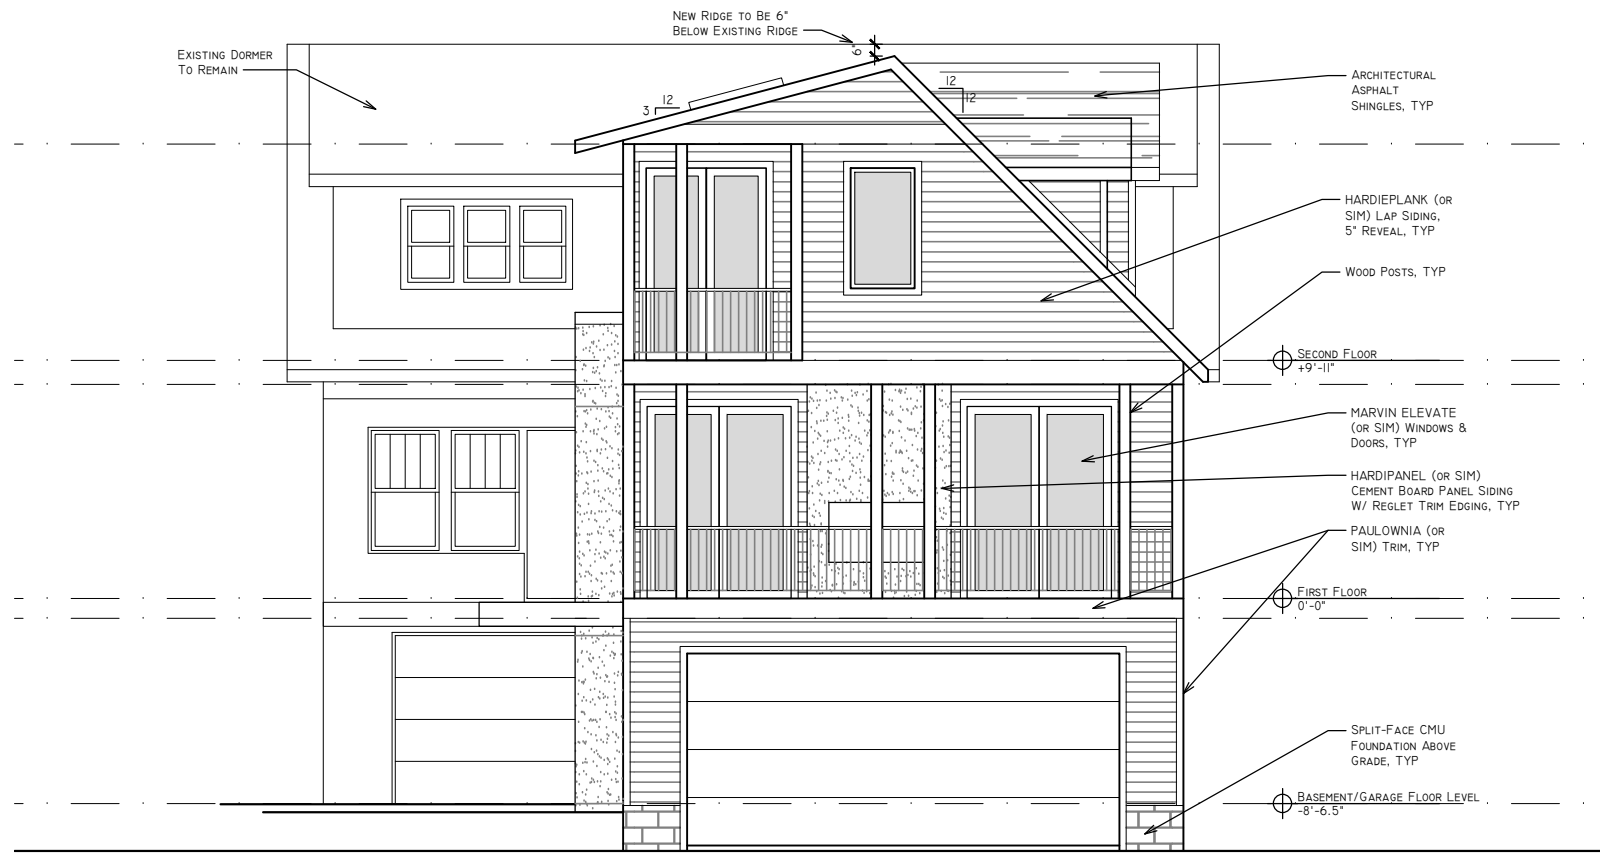 New Ridge to Be 6"
Below Existing Ridge
6"
Existing Dormer
To Remain
12
3
12
12
Architectural
Asphalt
Shingles, TYP
HARDIEPLANK (or
SIM) Lap Siding,
5" Reveal, TYP
Wood Posts, TYP
Second Floor
+9'-11"
MARVIN ELEVATE
(or SIM) Windows &
Doors, TYP
HARDIPANEL (or SIM)
Cement Board Panel Siding
W/ Reglet Trim Edging, TYP
PAULOWNIA (or
SIM) Trim, TYP
First Floor
0'-0"
Split-Face CMU
Foundation Above
Grade, TYP
Basement/Garage Floor Level
-8'-6.5"